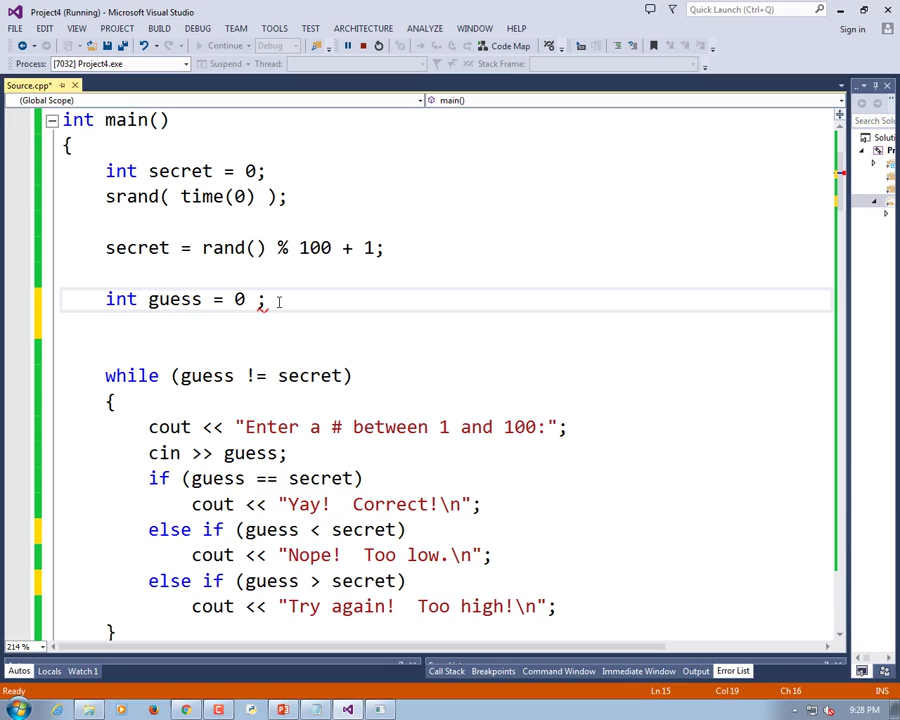 Project4 (Running) - Microsoft Visual Studio
Quick Launch (Ctrl+Q)
FILE EDIT VIEW PROJECT BUILD DEBUG TEAM TOOLS TEST ARCHITECTURE ANALYZE WINDOW HELP Sign in
Continue Debug Code Map
Process: [7032] Project4.exe Suspend Thread: Stack Frame:
Source.cpp*
(Global Scope) main()
Search Solu
int main()
{
int secret = 0;
srand( time(0) );
secret = rand() % 100 + 1;
int guess = 0 ;
while (guess != secret)
{
cout << "Enter a # between 1 and 100:";
cin >> guess;
if (guess == secret)
cout << "Yay!  Correct!\n";
else if (guess < secret)
cout << "Nope!  Too low.\n";
else if (guess > secret)
cout << "Try again!  Too high!\n";
}
214 %
Autos Locals Watch 1 Call Stack Breakpoints Command Window Immediate Window Output Error List
Ready Ln 15 Col 19 Ch 16 INS
9:28 PM